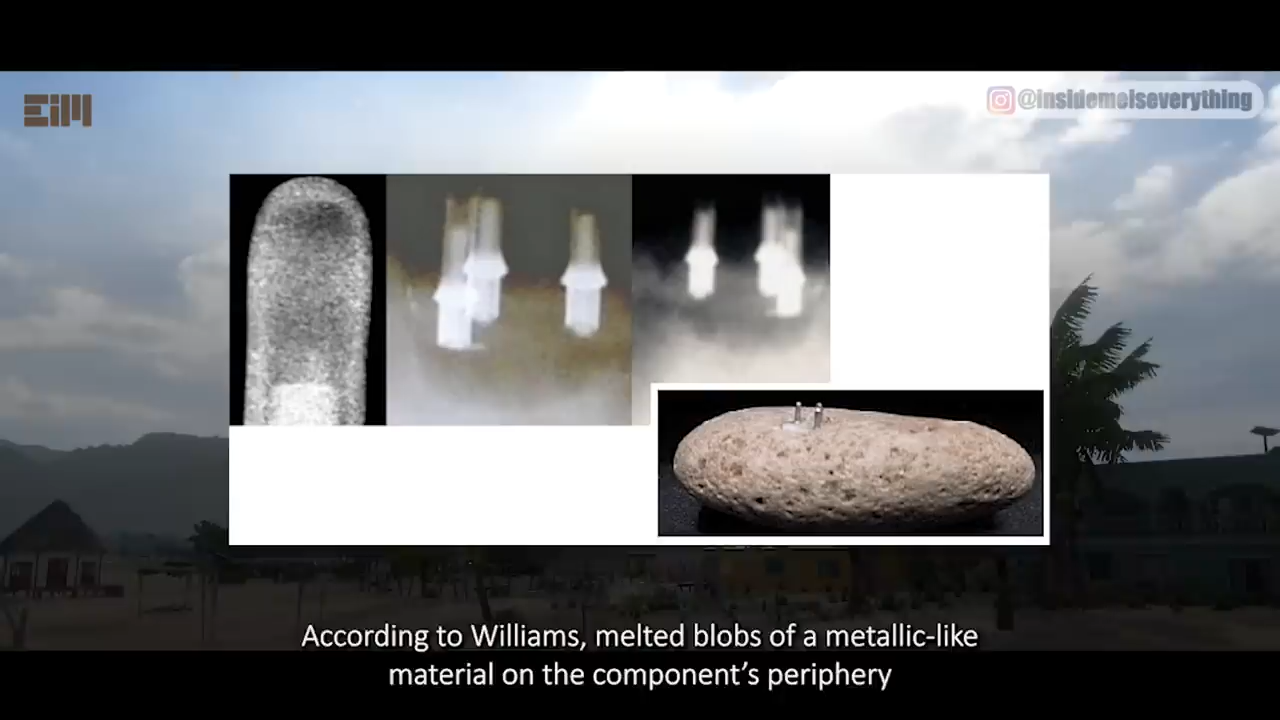 EiM
@insidemeiseverything
According to Williams, melted blobs of a metallic-like
material on the component's periphery